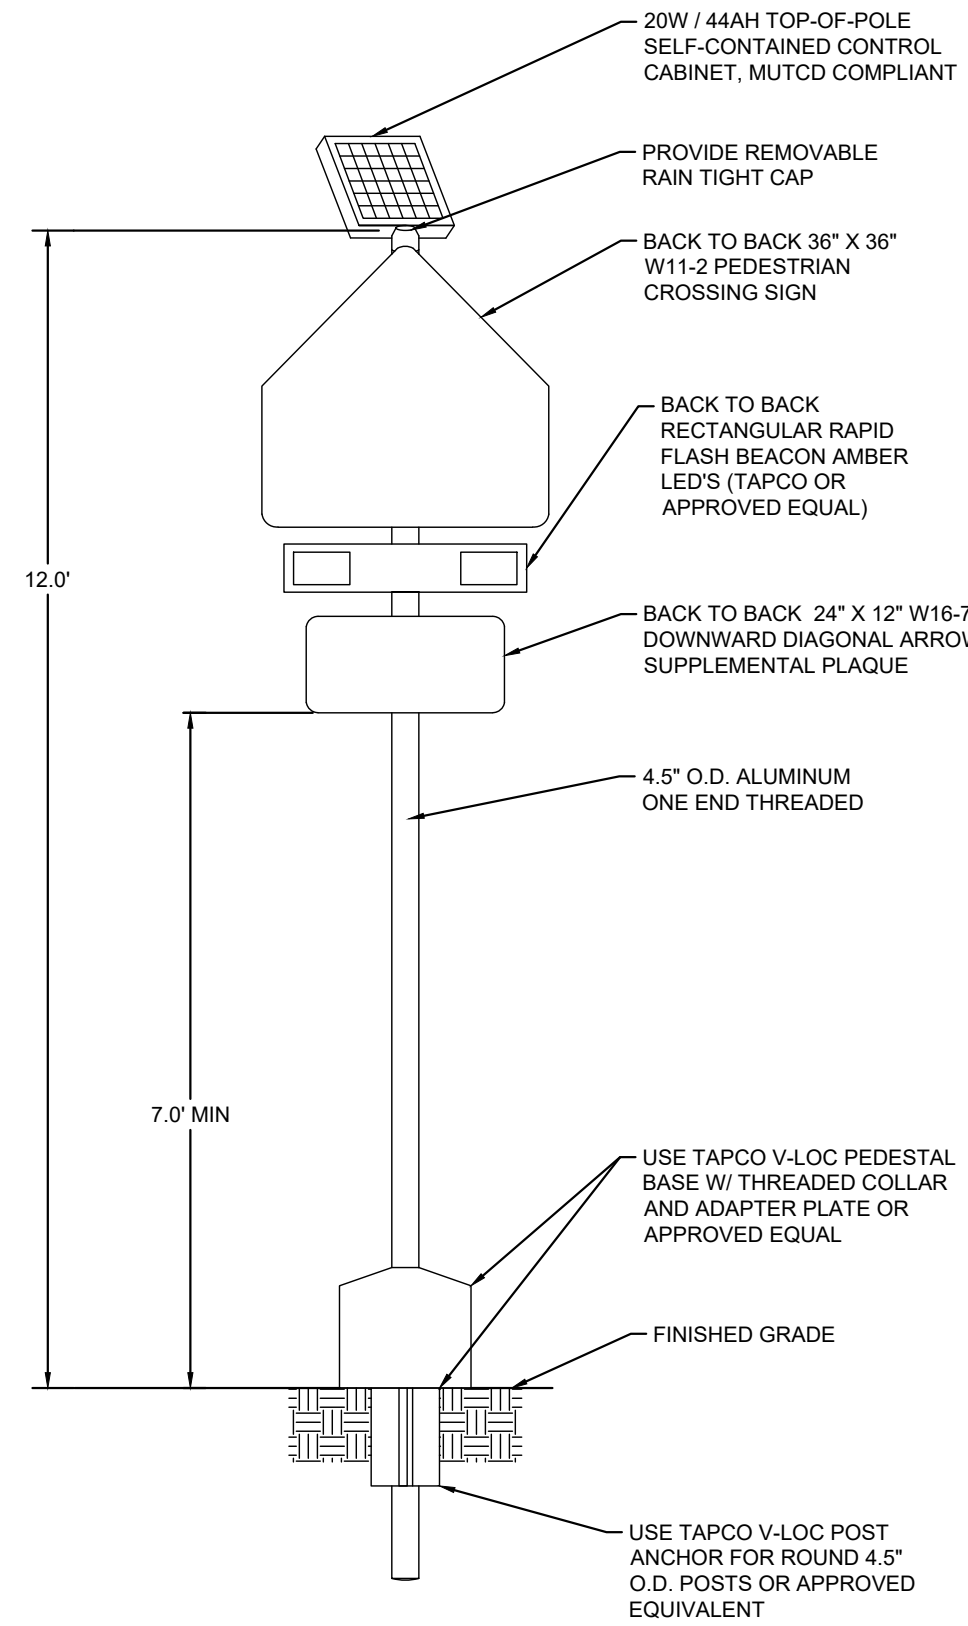 20W / 44AH TOP-OF-POLE
SELF-CONTAINED CONTROL
CABINET, MUTCD COMPLIANT
PROVIDE REMOVABLE
RAIN TIGHT CAP
BACK TO BACK 36" X 36"
W11-2 PEDESTRIAN
CROSSING SIGN
BACK TO BACK
RECTANGULAR RAPID
FLASH BEACON AMBER
LED'S (TAPCO OR
APPROVED EQUAL)
12.0'
BACK TO BACK 24" X 12" W16-7
DOWNWARD DIAGONAL ARROW
SUPPLEMENTAL PLAQUE
4.5" O.D. ALUMINUM
ONE END THREADED
7.0' MIN
USE TAPCO V-LOC PEDESTAL
BASE W/ THREADED COLLAR
AND ADAPTER PLATE OR
APPROVED EQUAL
FINISHED GRADE
USE TAPCO V-LOC POST
ANCHOR FOR ROUND 4.5"
O.D. POSTS OR APPROVED
EQUIVALENT